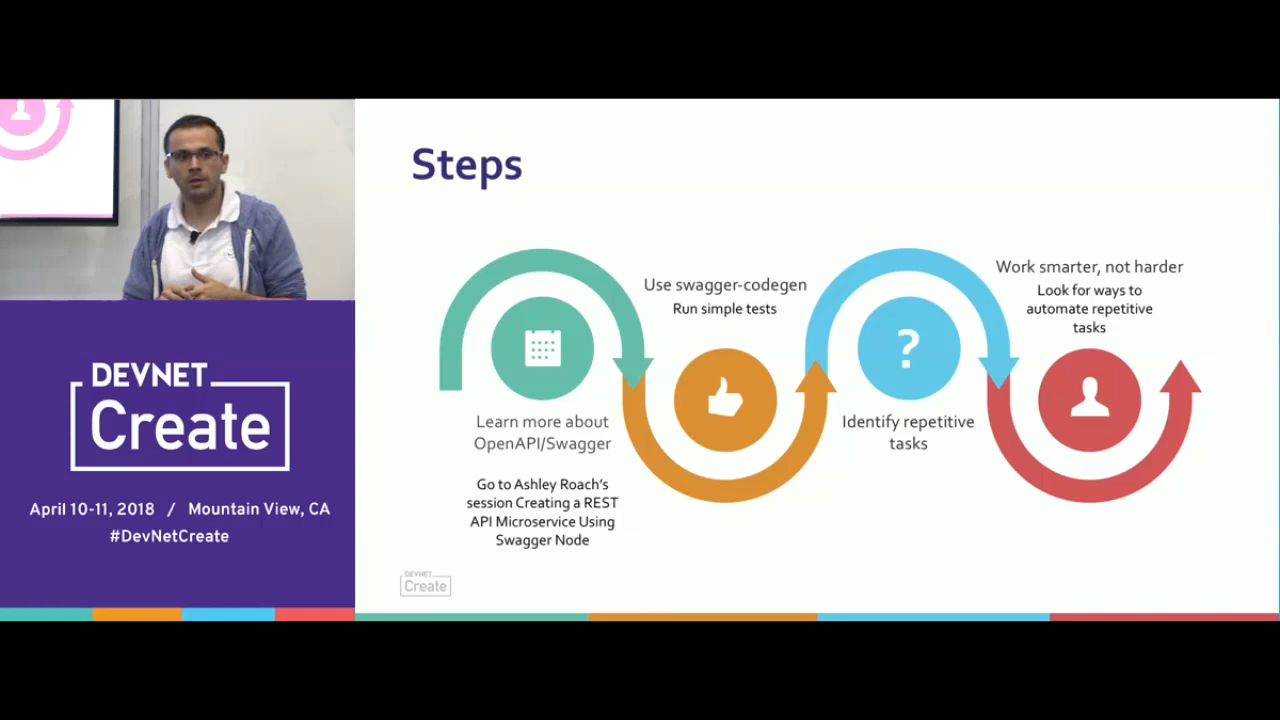 DEVNET
Create
April 10-11, 2018 / Mountain View, CA
#DevNetCreate
Steps
Learn more about
OpenAPI/Swagger
Go to Ashley Roach's
session Creating a REST
API Microservice Using
Swagger Node
Use swagger-codegen
Run simple tests
?
Identify repetitive
tasks
Work smarter, not harder
Look for ways to
automate repetitive
tasks
DEVNET
Create